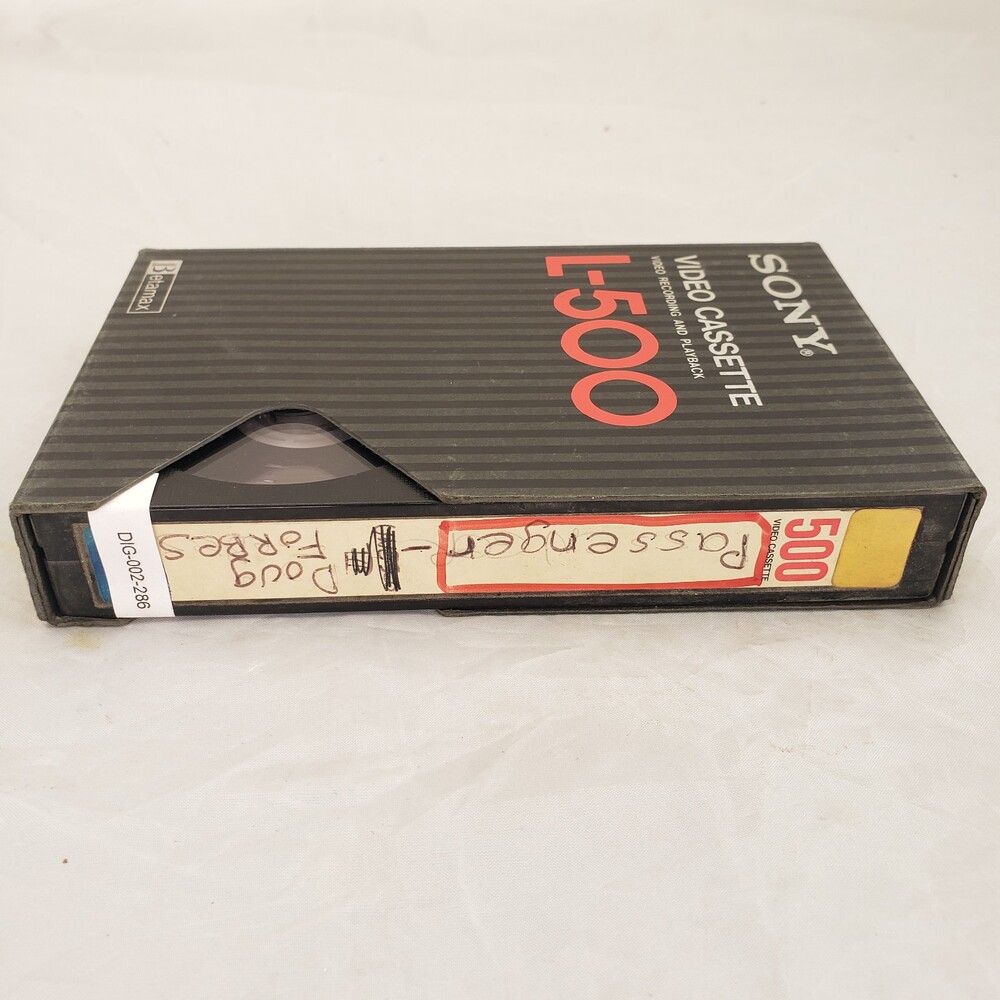 SONY®
VIDEO CASSETTE
VIDEO RECORDING AND PLAYBACK
L-500
Betamax
500
VIDEO CASSETTE
Passenger -
Doug
FORBES
DIG-002-286